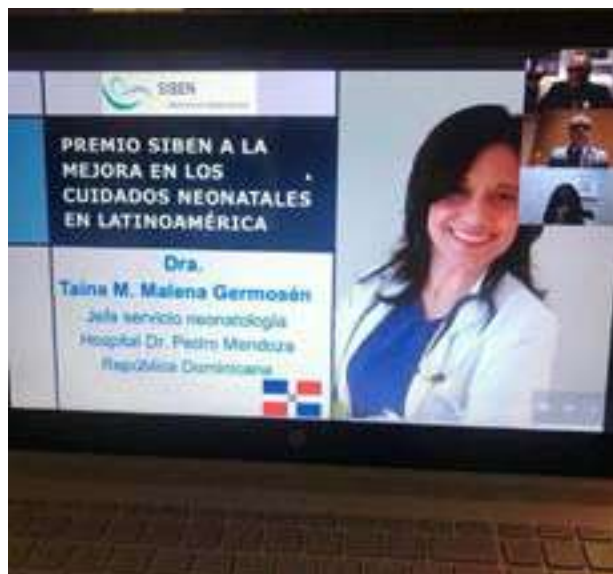 SIBEN
PREMIO SIBEN A LA
MEJORA EN LOS
CUIDADOS NEONATALES
EN LATINOAMÉRICA
Dra.
Taina M. Malena Germosén
Jefa servicio neonatología
Hospital Dr. Pedro Mendoza
República Dominicana